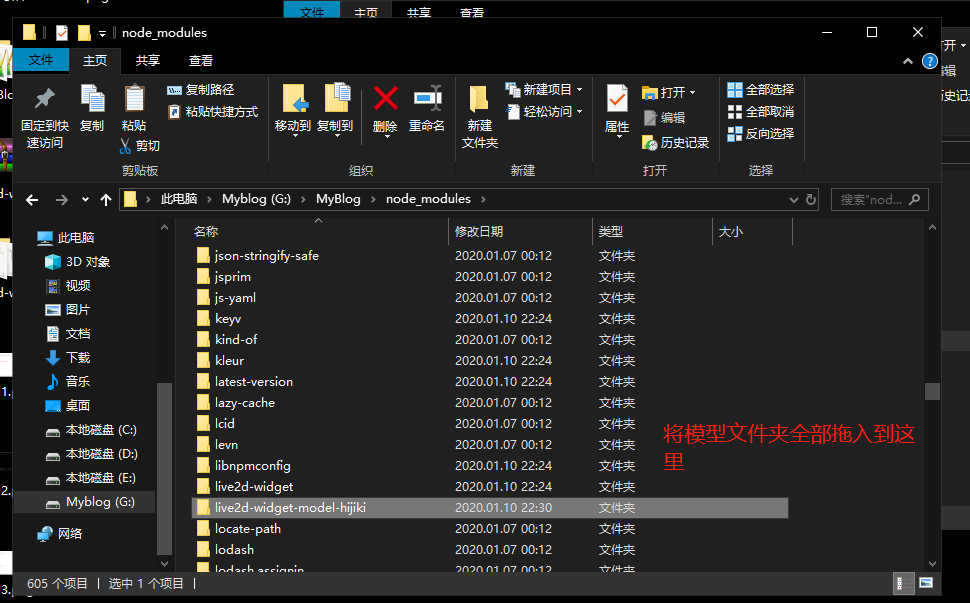 文件 主页 共享 查看
node_modules
文件 主页 共享 查看
固定到快速访问
复制
粘贴
复制路径
粘贴快捷方式
剪切
剪贴板
移动到 复制到 删除 重命名
组织
新建文件夹
新建项目
轻松访问
新建
属性
打开
编辑
历史记录
打开
全部选择
全部取消
反向选择
选择
此电脑 Myblog (G:) MyBlog node_modules
搜索"nod...
此电脑
3D 对象
视频
图片
文档
下载
音乐
桌面
本地磁盘 (C:)
本地磁盘 (D:)
本地磁盘 (E:)
Myblog (G:)
网络
名称 修改日期 类型 大小
json-stringify-safe 2020.01.07 00:12 文件夹
jsprim 2020.01.07 00:12 文件夹
js-yaml 2020.01.07 00:12 文件夹
keyv 2020.01.10 22:24 文件夹
kind-of 2020.01.07 00:12 文件夹
kleur 2020.01.10 22:24 文件夹
latest-version 2020.01.10 22:24 文件夹
lazy-cache 2020.01.07 00:12 文件夹
lcid 2020.01.07 00:12 文件夹
levn 2020.01.07 00:12 文件夹
libnpmconfig 2020.01.10 22:24 文件夹
live2d-widget 2020.01.10 22:24 文件夹
live2d-widget-model-hijiki 2020.01.10 22:30 文件夹
locate-path 2020.01.07 00:12 文件夹
lodash 2020.01.07 00:12 文件夹
lodash.assignin 2020.01.07 00:12 文件夹
将模型文件夹全部拖入到这
里
605 个项目 选中 1 个项目